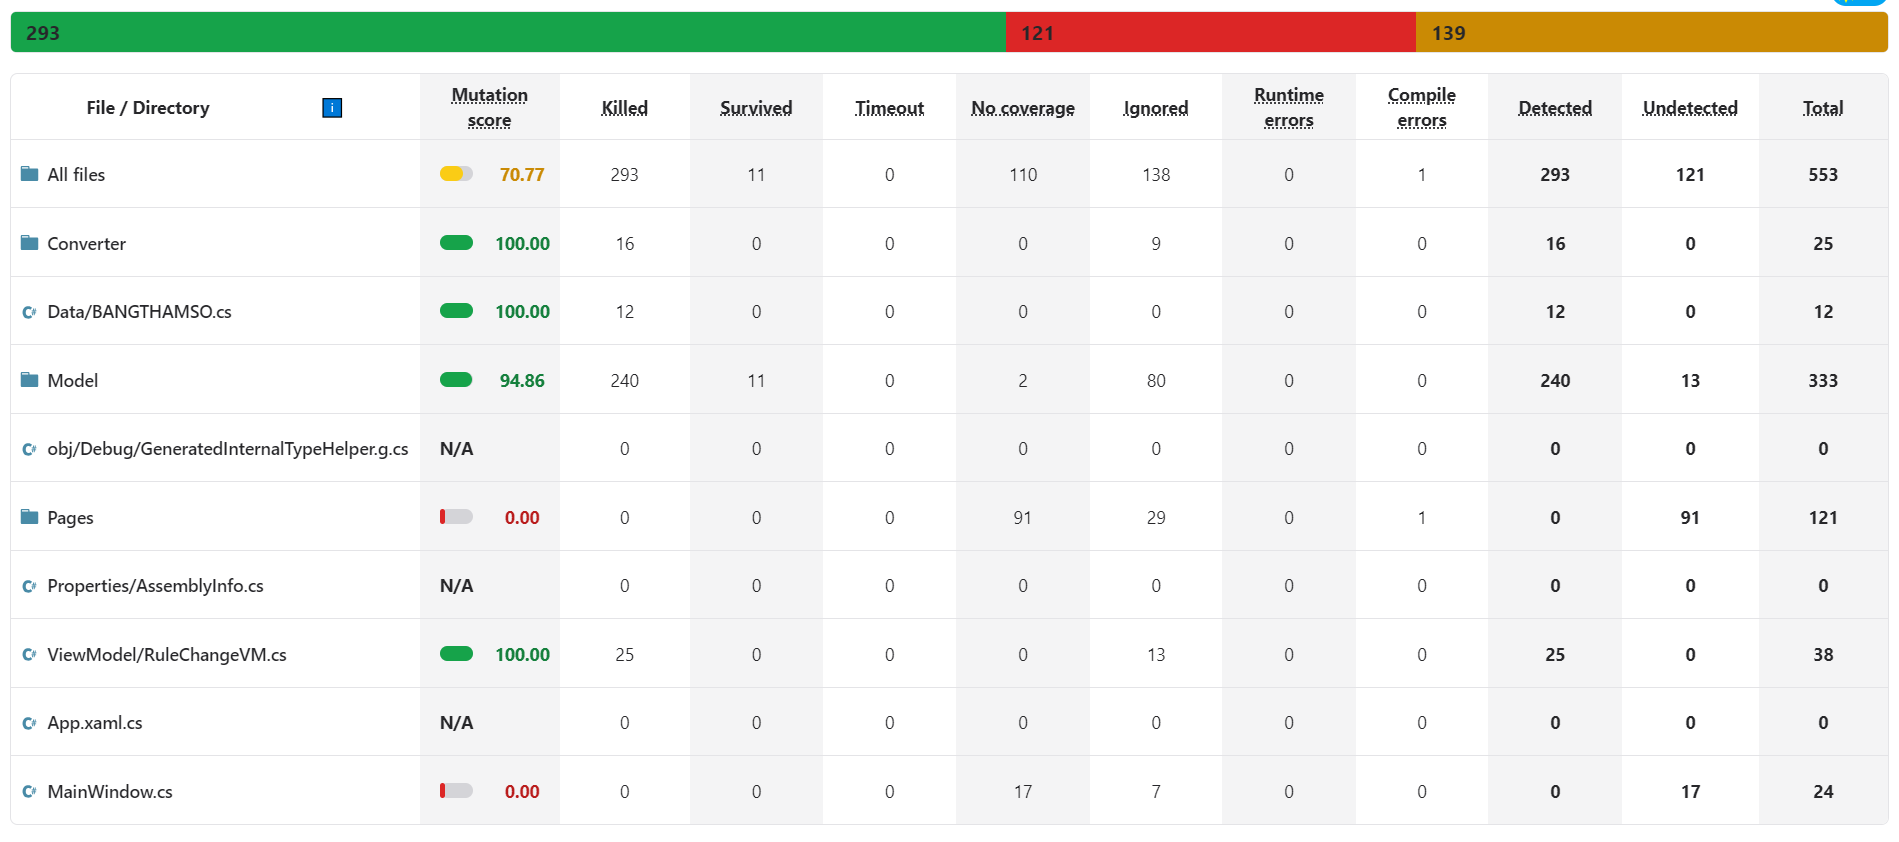 293 121 139
File / Directory i Mutation score Killed Survived Timeout No coverage Ignored Runtime errors Compile errors Detected Undetected Total
All files 70.77 293 11 0 110 138 0 1 293 121 553
Converter 100.00 16 0 0 0 9 0 0 16 0 25
C# Data/BANGTHAMSO.cs 100.00 12 0 0 0 0 0 0 12 0 12
Model 94.86 240 11 0 2 80 0 0 240 13 333
C# obj/Debug/GeneratedInternalTypeHelper.g.cs N/A 0 0 0 0 0 0 0 0 0 0
Pages 0.00 0 0 0 91 29 0 1 0 91 121
C# Properties/AssemblyInfo.cs N/A 0 0 0 0 0 0 0 0 0 0
C# ViewModel/RuleChangeVM.cs 100.00 25 0 0 0 13 0 0 25 0 38
C# App.xaml.cs N/A 0 0 0 0 0 0 0 0 0 0
C# MainWindow.cs 0.00 0 0 0 17 7 0 0 0 17 24